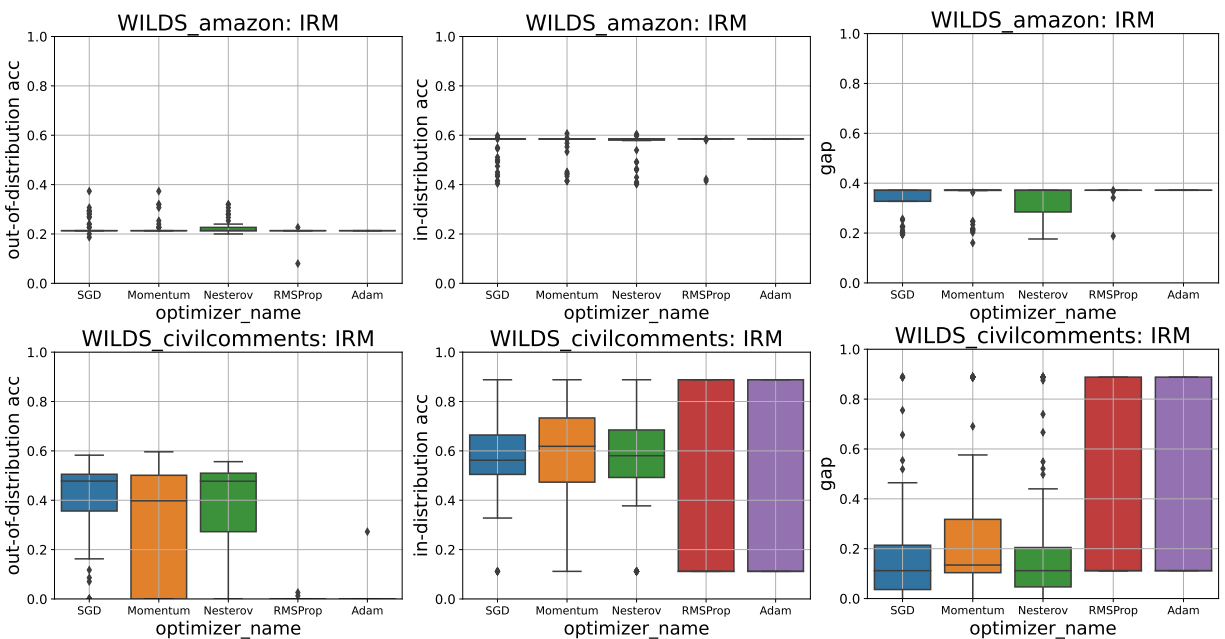 WILDS_amazon: IRM
out-of-distribution acc
1.0
0.8
0.6
0.4
0.2
0.0
SGD Momentum Nesterov RMSProp Adam
optimizer_name
WILDS_amazon: IRM
in-distribution acc
1.0
0.8
0.6
0.4
0.2
0.0
SGD Momentum Nesterov RMSProp Adam
optimizer_name
WILDS_amazon: IRM
gap
1.0
0.8
0.6
0.4
0.2
0.0
SGD Momentum Nesterov RMSProp Adam
optimizer_name
WILDS_civilcomments: IRM
out-of-distribution acc
1.0
0.8
0.6
0.4
0.2
0.0
SGD Momentum Nesterov RMSProp Adam
optimizer_name
WILDS_civilcomments: IRM
in-distribution acc
1.0
0.8
0.6
0.4
0.2
0.0
SGD Momentum Nesterov RMSProp Adam
optimizer_name
WILDS_civilcomments: IRM
gap
1.0
0.8
0.6
0.4
0.2
0.0
SGD Momentum Nesterov RMSProp Adam
optimizer_name